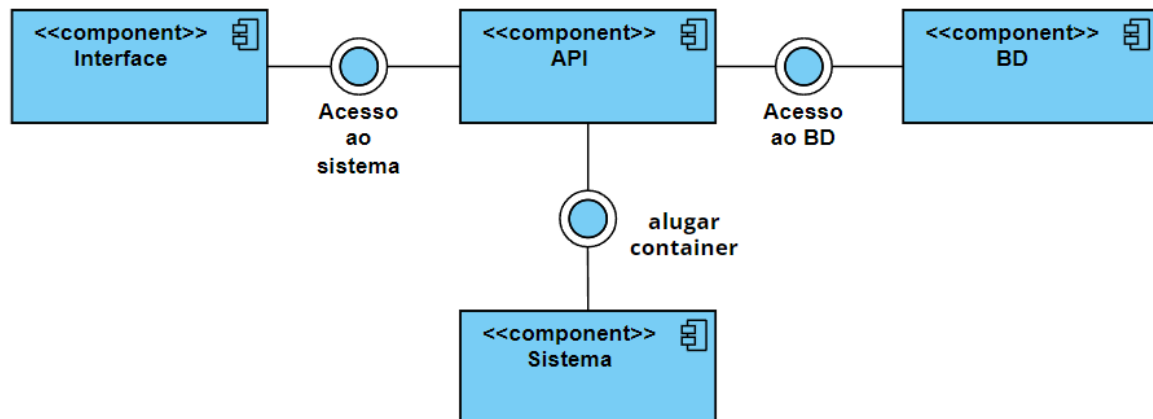 <<component>>
Interface
<<component>>
API
<<component>>
BD
Acesso
ao
sistema
Acesso
ao BD
alugar
container
<<component>>
Sistema